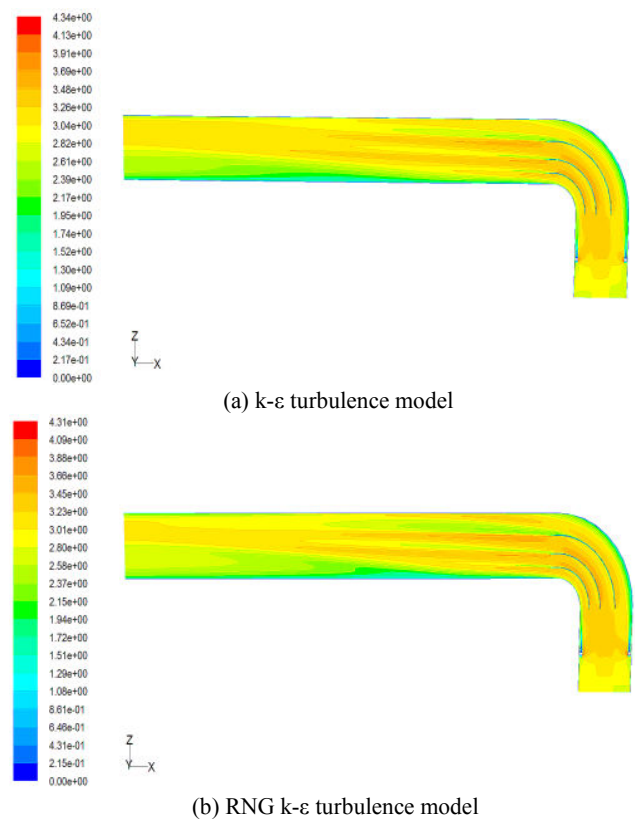 4.34e+00
4.13e+00
3.91e+00
3.69e+00
3.48e+00
3.26e+00
3.04e+00
2.82e+00
2.61e+00
2.39e+00
2.17e+00
1.95e+00
1.74e+00
1.52e+00
1.30e+00
1.09e+00
8.69e-01
6.52e-01
4.34e-01
2.17e-01
0.00e+00
Z
Y X
(a) k-ε turbulence model
4.31e+00
4.09e+00
3.88e+00
3.66e+00
3.45e+00
3.23e+00
3.01e+00
2.80e+00
2.58e+00
2.37e+00
2.15e+00
1.94e+00
1.72e+00
1.51e+00
1.29e+00
1.08e+00
8.61e-01
6.46e-01
4.31e-01
2.15e-01
0.00e+00
Z
Y X
(b) RNG k-ε turbulence model